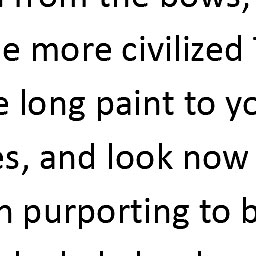 from the bows,
e more civilized
e long paint to yo
es, and look now
n purporting to b